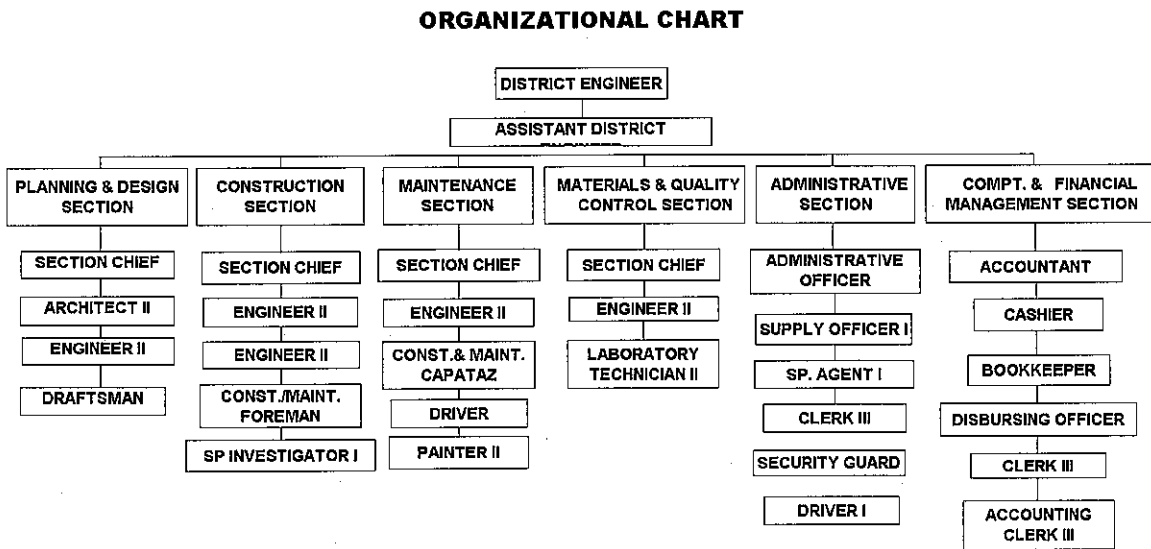 ORGANIZATIONAL CHART
DISTRICT ENGINEER
ASSISTANT DISTRICT
ENGINEER
PLANNING & DESIGN
SECTION
SECTION CHIEF
ARCHITECT II
ENGINEER II
DRAFTSMAN
CONSTRUCTION
SECTION
SECTION CHIEF
ENGINEER II
ENGINEER II
CONST./MAINT.
FOREMAN
SP INVESTIGATOR I
MAINTENANCE
SECTION
SECTION CHIEF
ENGINEER II
CONST.& MAINT.
CAPATAZ
DRIVER
PAINTER II
MATERIALS & QUALITY
CONTROL SECTION
SECTION CHIEF
ENGINEER II
LABORATORY
TECHNICIAN II
ADMINISTRATIVE
SECTION
ADMINISTRATIVE
OFFICER
SUPPLY OFFICER I
SP. AGENT I
CLERK III
SECURITY GUARD
DRIVER I
COMPT. & FINANCIAL
MANAGEMENT SECTION
ACCOUNTANT
CASHIER
BOOKKEEPER
DISBURSING OFFICER
CLERK III
ACCOUNTING
CLERK III